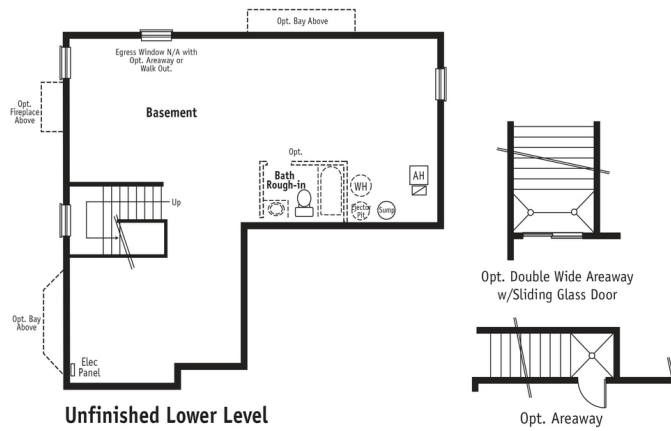 Opt. Bay Above
Egress Window N/A with
Opt. Areaway or
Walk Out.
Opt.
Fireplace
Above
Basement
Opt.
Bath
Rough-in
WH
AH
Ejector
Pit
Sump
Up
Opt. Bay
Above
Elec
Panel
Unfinished Lower Level
Opt. Double Wide Areaway
w/Sliding Glass Door
Opt. Areaway